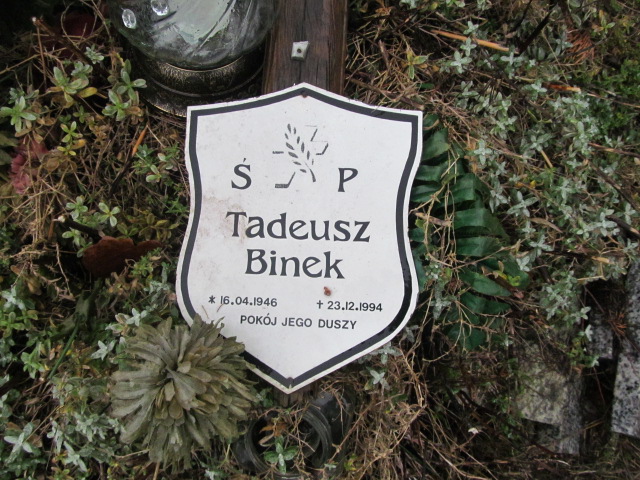 Ś P
Tadeusz
Binek
* 16.04.1946 † 23.12.1994
POKÓJ JEGO DUSZY